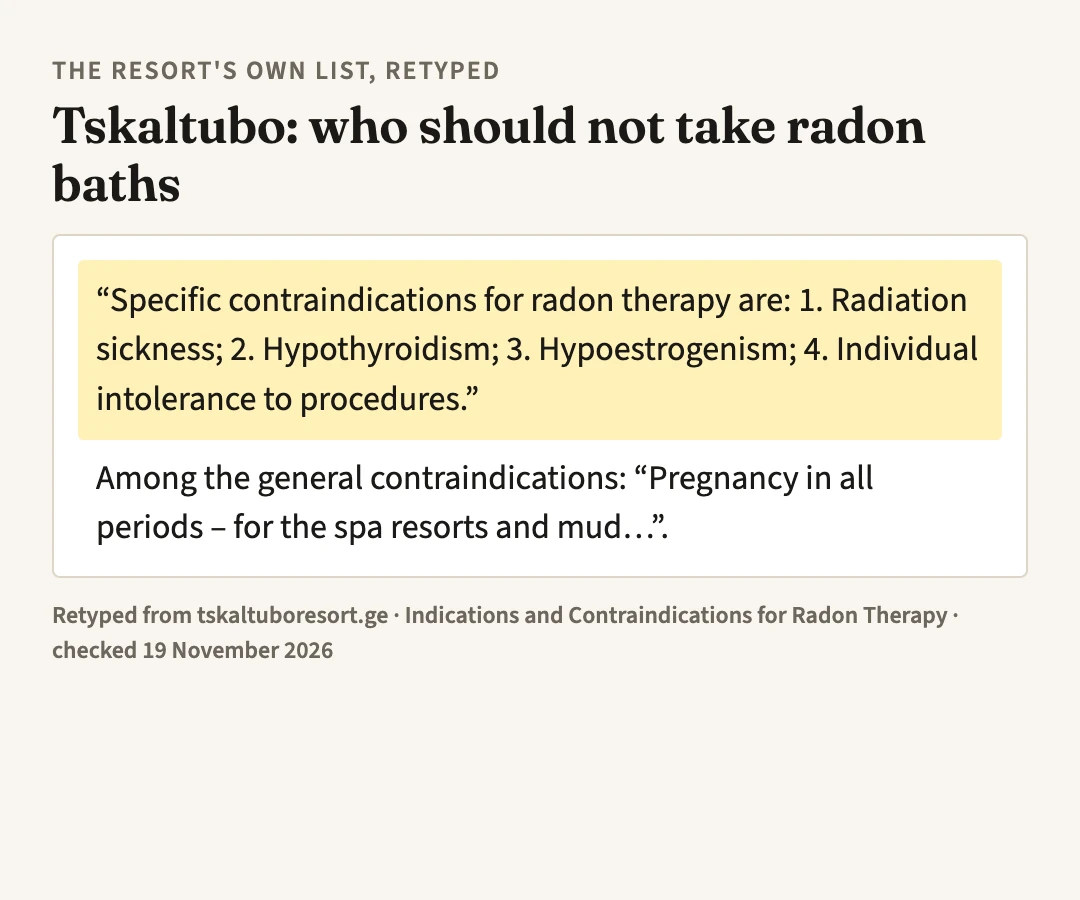 THE RESORT'S OWN LIST, RETYPED
Tskaltubo: who should not take radon
baths
“Specific contraindications for radon therapy are: 1. Radiation
sickness; 2. Hypothyroidism; 3. Hypoestrogenism; 4. Individual
intolerance to procedures.”
Among the general contraindications: “Pregnancy in all
periods – for the spa resorts and mud…”.
Retyped from tskaltuboresort.ge · Indications and Contraindications for Radon Therapy ·
checked 19 November 2026